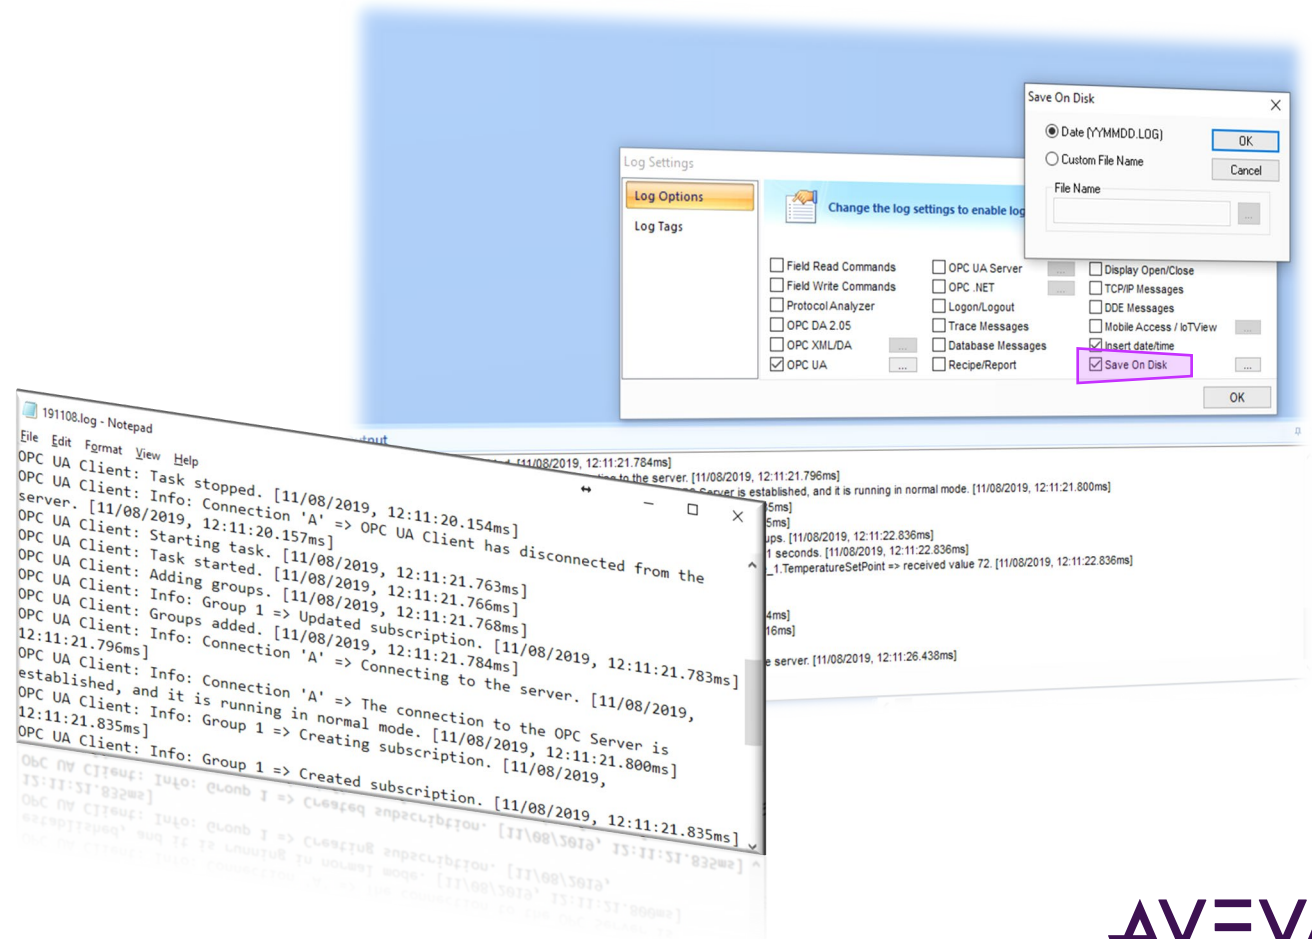 Save On Disk
Date (YYMMDD.LOG)
OK
Custom File Name
Cancel
File Name
...
Log Settings
Log Options
Log Tags
Change the log settings to enable log
Field Read Commands
Field Write Commands
Protocol Analyzer
OPC DA 2.05
OPC XML/DA
...
OPC UA
...
OPC UA Server
...
OPC .NET
...
Logon/Logout
Trace Messages
Database Messages
Recipe/Report
Display Open/Close
TCP/IP Messages
DDE Messages
Mobile Access / IoTView
...
Insert date/time
Save On Disk
...
OK
[11/08/2019, 12:11:21.784ms]
to the server. [11/08/2019, 12:11:21.796ms]
Server is established, and it is running in normal mode. [11/08/2019, 12:11:21.800ms]
5ms]
5ms]
ups. [11/08/2019, 12:11:22.836ms]
1 seconds. [11/08/2019, 12:11:22.836ms]
_1.TemperatureSetPoint => received value 72. [11/08/2019, 12:11:22.836ms]
4ms]
16ms]
e server. [11/08/2019, 12:11:26.438ms]
191108.log - Notepad
File Edit Format View Help
OPC UA Client: Task stopped. [11/08/2019, 12:11:20.154ms]
OPC UA Client: Info: Connection 'A' => OPC UA Client has disconnected from the
server. [11/08/2019, 12:11:20.157ms]
OPC UA Client: Starting task. [11/08/2019, 12:11:21.763ms]
OPC UA Client: Task started. [11/08/2019, 12:11:21.766ms]
OPC UA Client: Adding groups. [11/08/2019, 12:11:21.768ms]
OPC UA Client: Info: Group 1 => Updated subscription. [11/08/2019, 12:11:21.783ms]
OPC UA Client: Groups added. [11/08/2019, 12:11:21.784ms]
OPC UA Client: Info: Connection 'A' => Connecting to the server. [11/08/2019,
12:11:21.796ms]
OPC UA Client: Info: Connection 'A' => The connection to the OPC Server is
established, and it is running in normal mode. [11/08/2019, 12:11:21.800ms]
OPC UA Client: Info: Group 1 => Creating subscription. [11/08/2019,
12:11:21.835ms]
OPC UA Client: Info: Group 1 => Created subscription. [11/08/2019, 12:11:21.835ms]
AVEVA